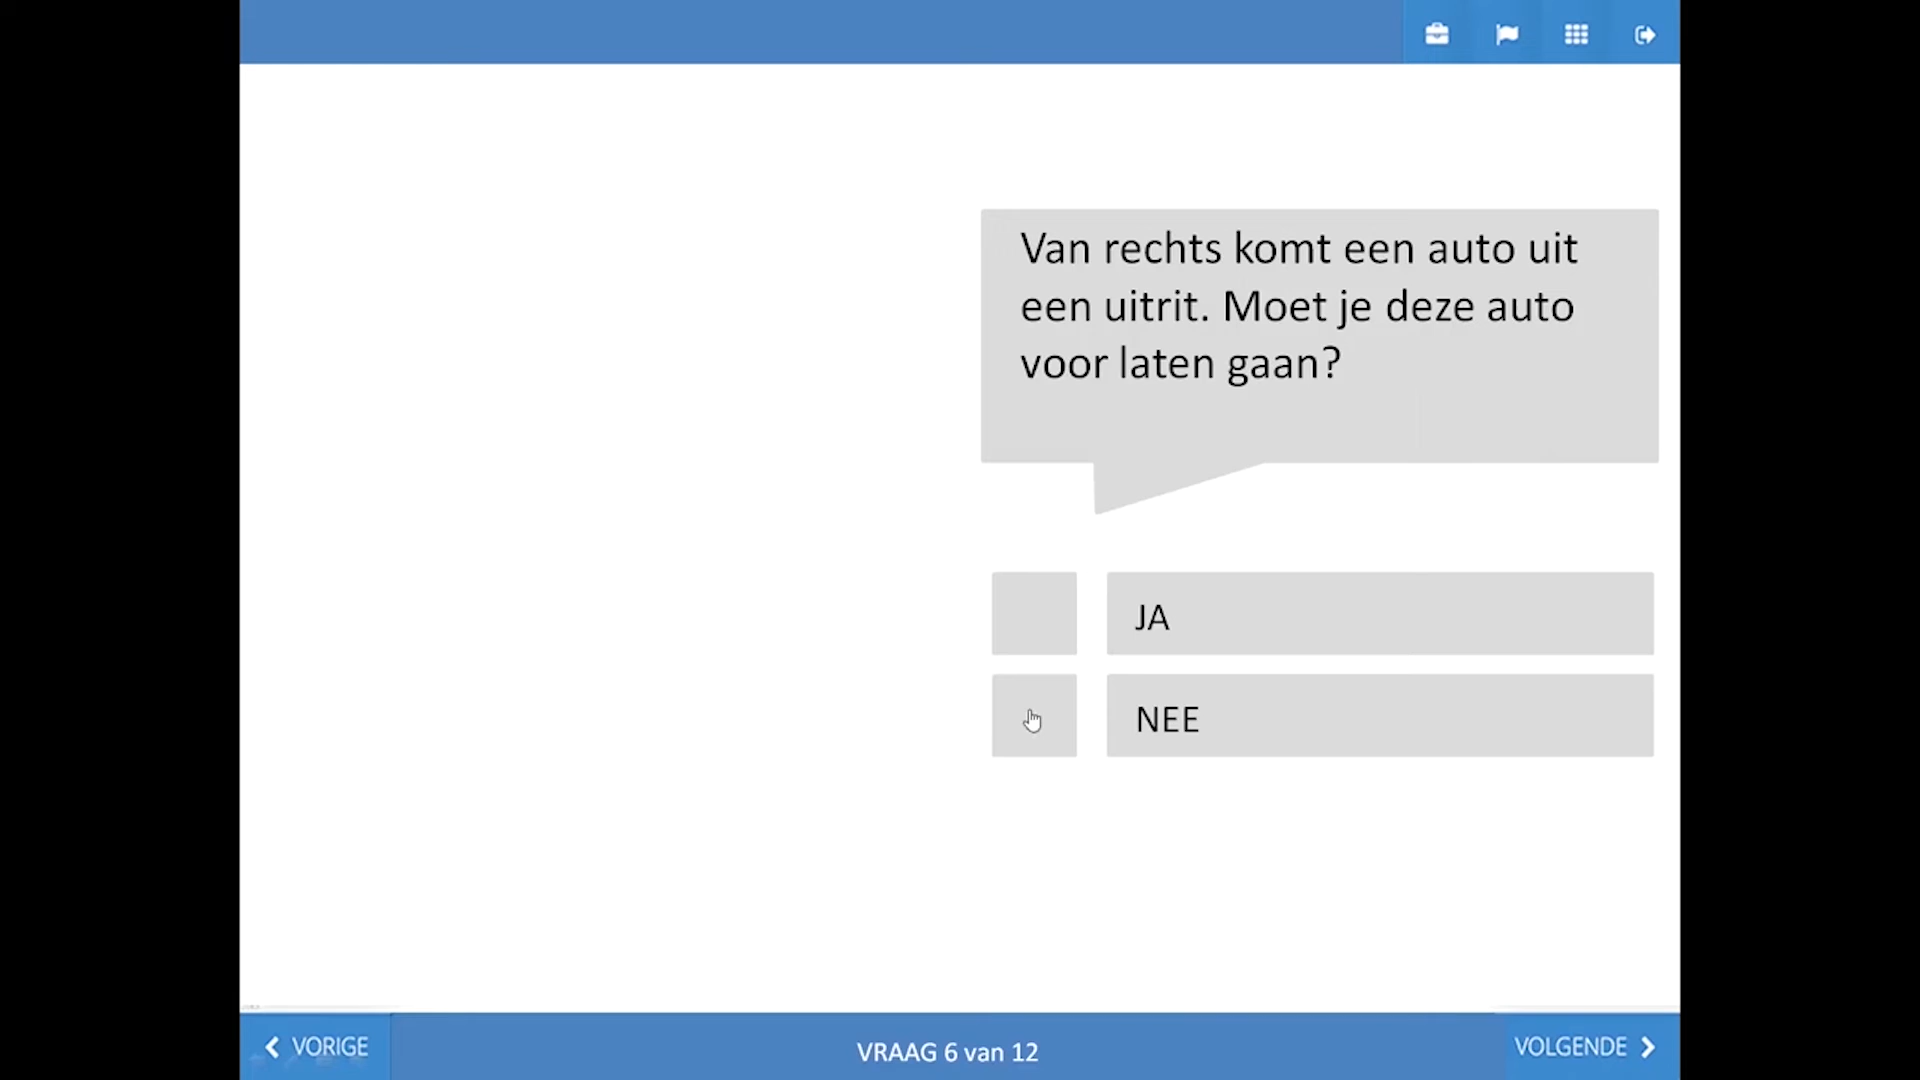 Van rechts komt een auto uit
een uitrit. Moet je deze auto
voor laten gaan?
JA
NEE
VORIGE
VRAAG 6 van 12
VOLGENDE